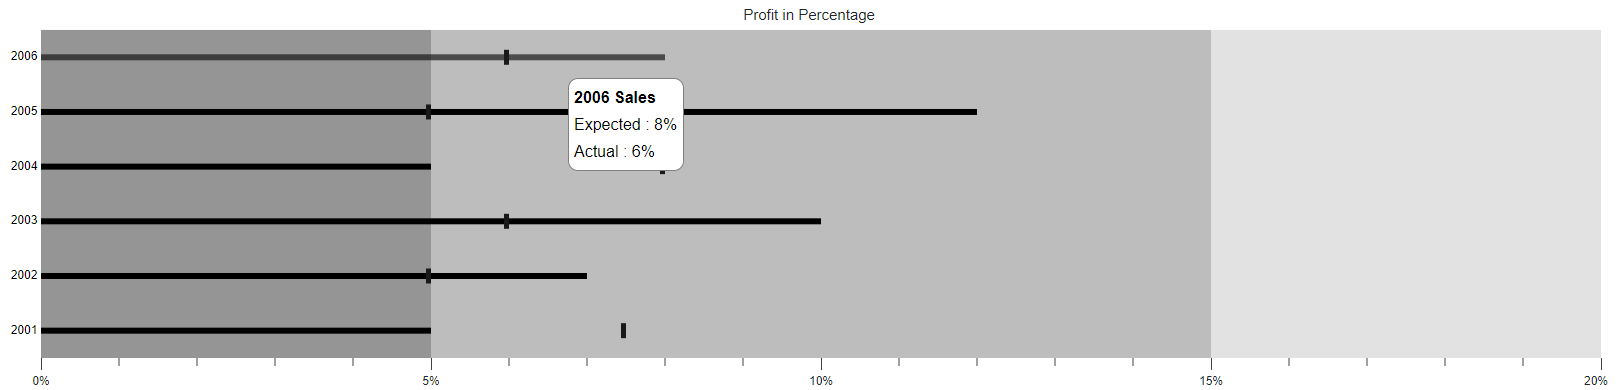 Profit in Percentage
2006
2005
2004
2003
2002
2001
2006 Sales
Expected : 8%
Actual : 6%
0% 5% 10% 15% 20%